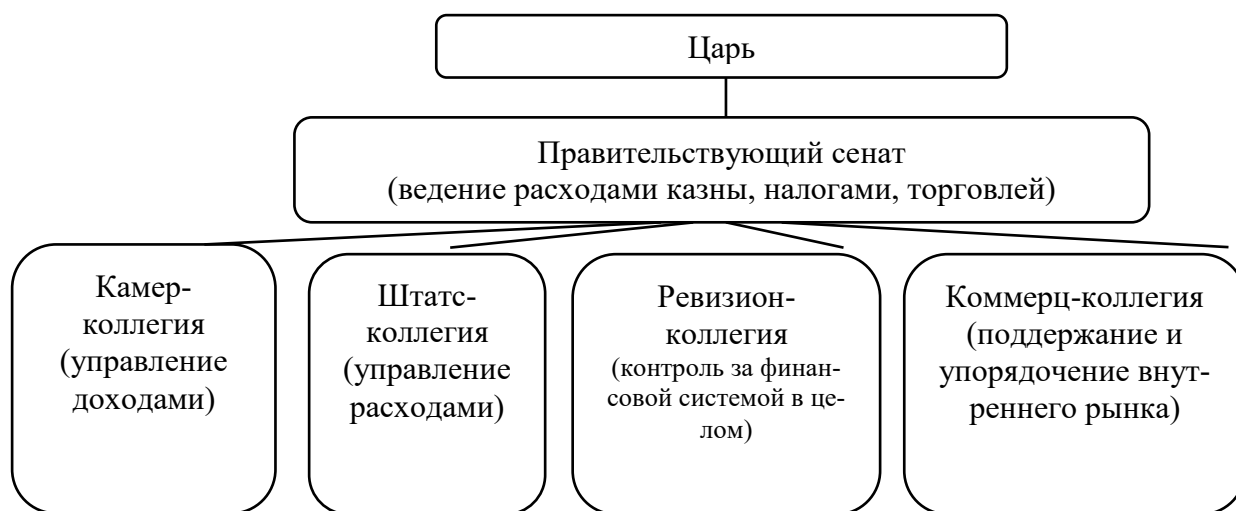 Царь
Правительствующий сенат
(ведение расходами казны, налогами, торговлей)
Камер-
коллегия
(управление
доходами)
Штатс-
коллегия
(управление
расходами)
Ревизион-
коллегия
(контроль за финан-
совой системой в це-
лом)
Коммерц-коллегия
(поддержание и
упорядочение внут-
реннего рынка)